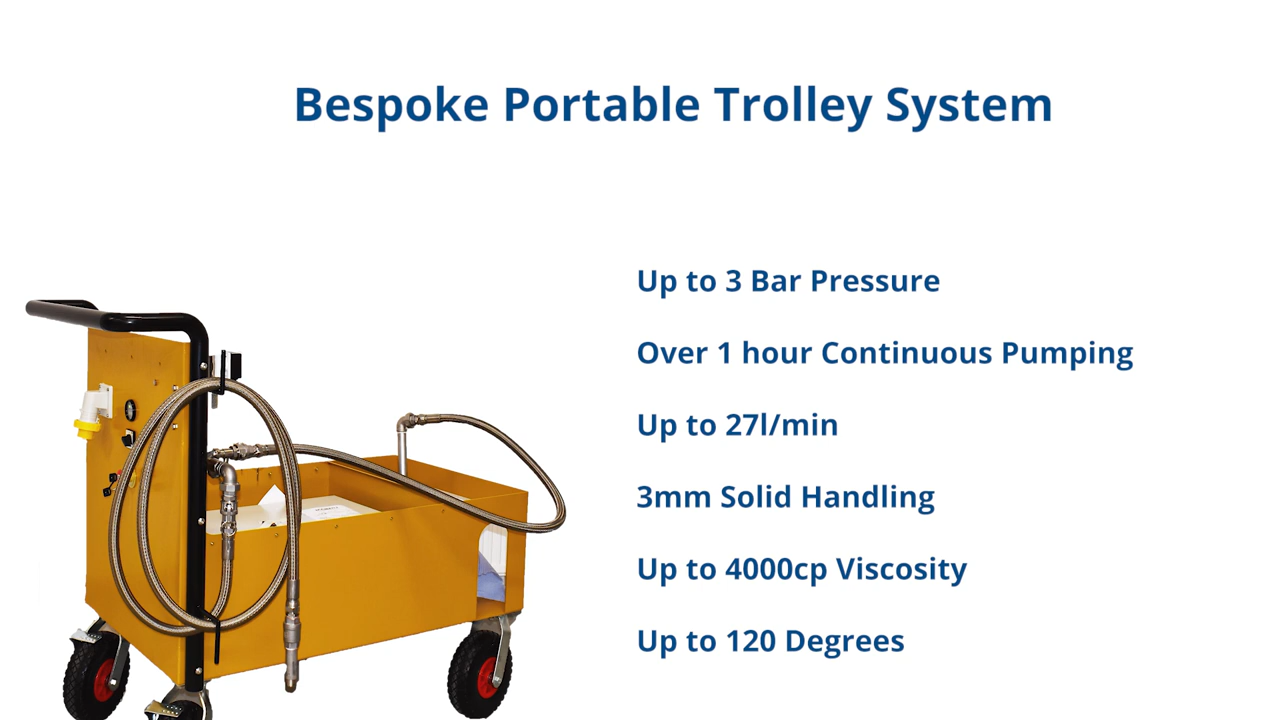 Bespoke Portable Trolley System
Up to 3 Bar Pressure
Over 1 hour Continuous Pumping
Up to 27l/min
3mm Solid Handling
Up to 4000cp Viscosity
Up to 120 Degrees